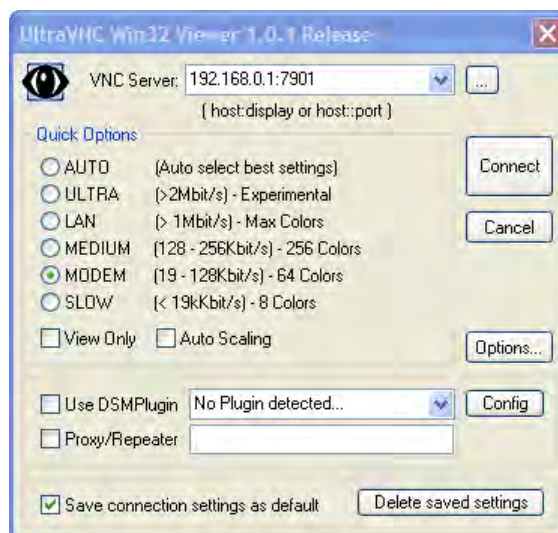 UltraVNC Win32 Viewer 1.0.1 Release
VNC Server: 192.168.0.1:7901 ...
( host:display or host::port )
Quick Options
AUTO (Auto select best settings) Connect
ULTRA (>2Mbit/s) - Experimental
LAN (> 1Mbit/s) - Max Colors
MEDIUM (128 - 256Kbit/s) - 256 Colors Cancel
MODEM (19 - 128Kbit/s) - 64 Colors
SLOW (< 19kKbit/s) - 8 Colors
View Only Auto Scaling Options...
Use DSMPlugin No Plugin detected... Config
Proxy/Repeater
Save connection settings as default Delete saved settings